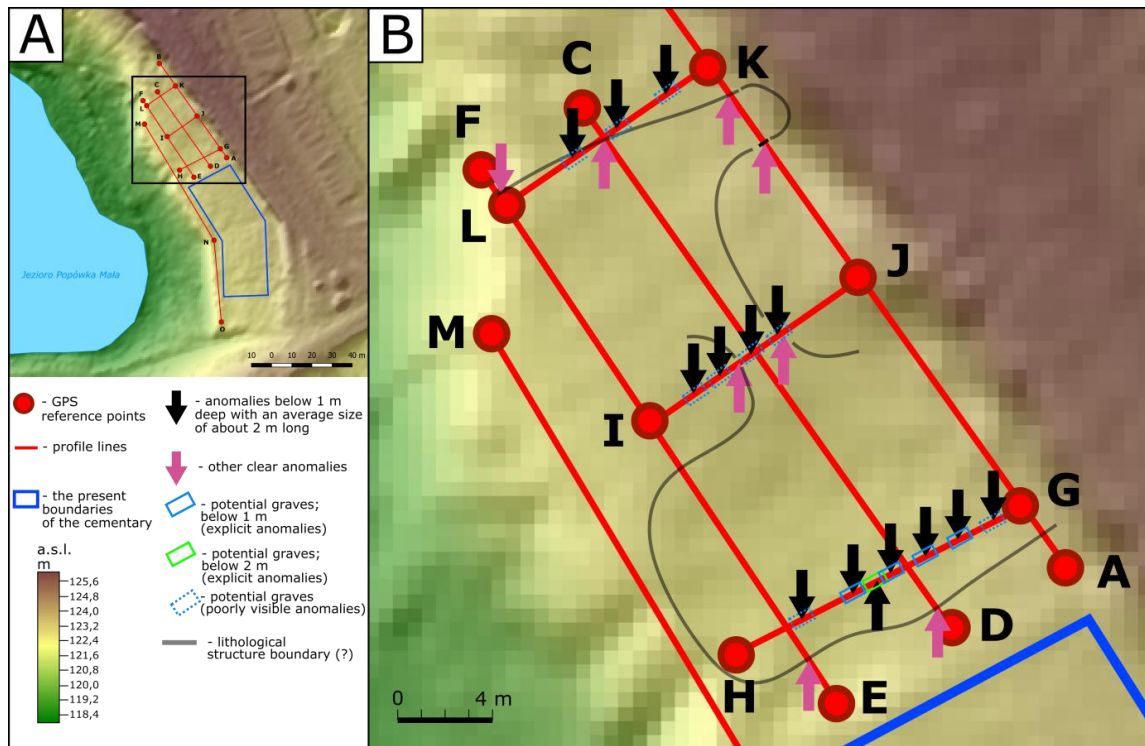 A
B
C
K
F
L
J
M
I
G
A
H
D
E
N
O
Jezioro Popówka Mała
10 0 10 20 30 40 m
- GPS
reference points
- profile lines
- the present
boundaries
of the cementary
a.s.l.
m
125,6
124,8
124,0
123,2
122,4
121,6
120,8
120,0
119,2
118,4
- anomalies below 1 m
deep with an average size
of about 2 m long
- other clear anomalies
- potential graves;
below 1 m
(explicit anomalies)
- potential graves;
below 2 m
(explicit anomalies)
- potential graves
(poorly visible anomalies)
- lithological
structure boundary (?)
B
C
K
F
L
J
M
I
G
A
D
H
E
0 4 m